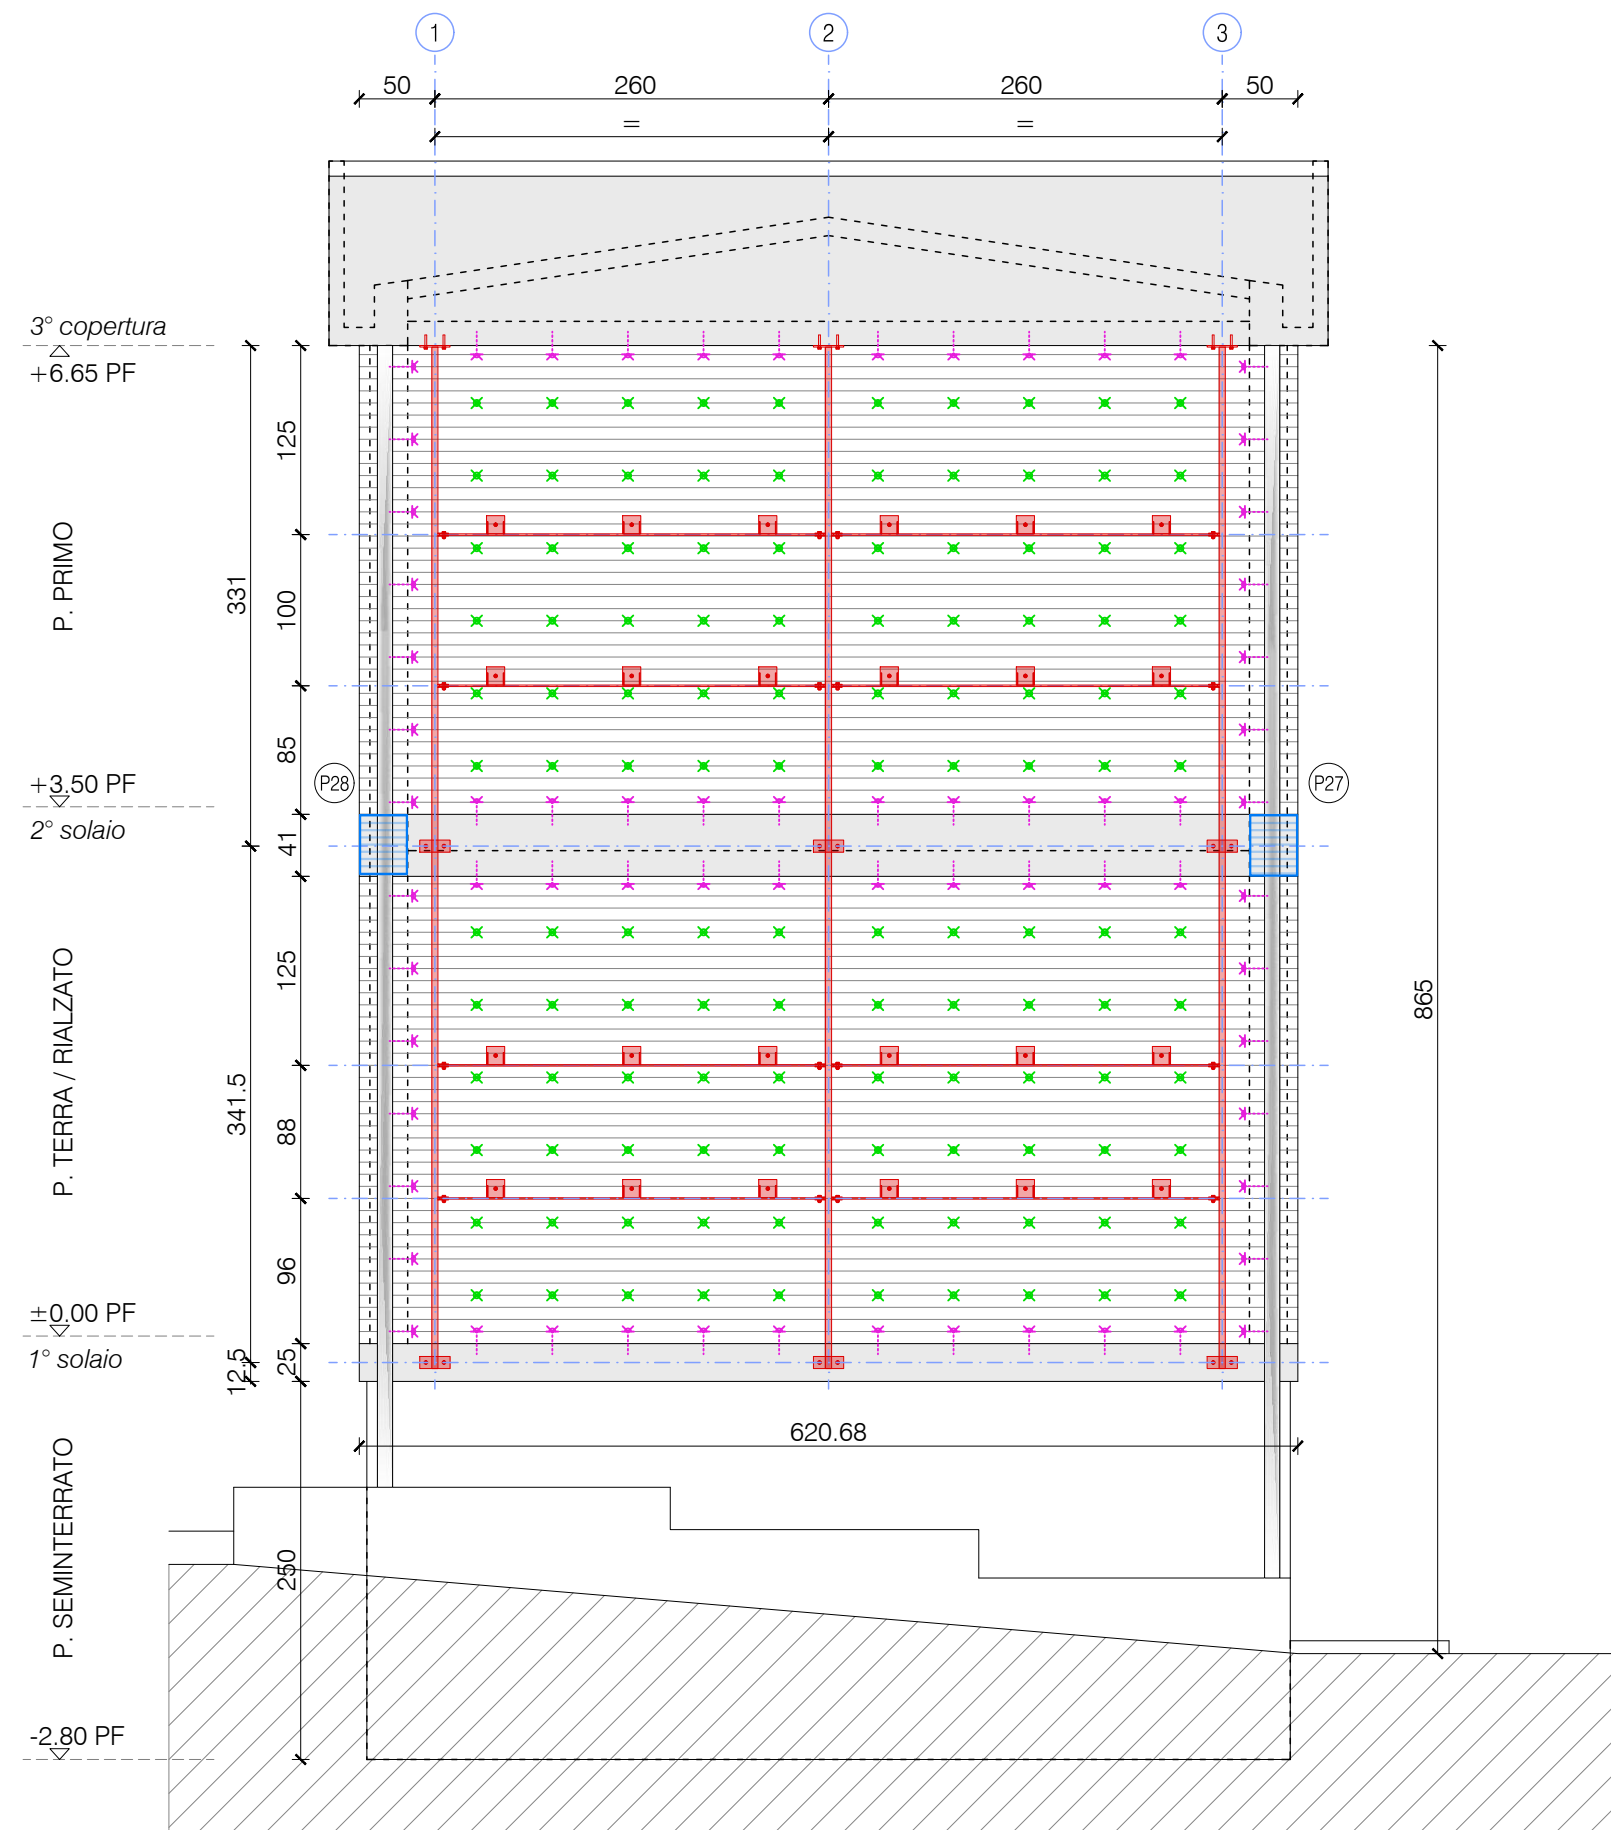 1
2
3
50
260
260
50
=
=
3° copertura
+6.65 PF
125
P. PRIMO
331
100
85
+3.50 PF
P28
P27
2° solaio
41
125
P. TERRA / RIALZATO
865
341.5
88
96
±0.00 PF
1° solaio
12.5
25
620.68
P. SEMINTERRATO
250
-2.80 PF